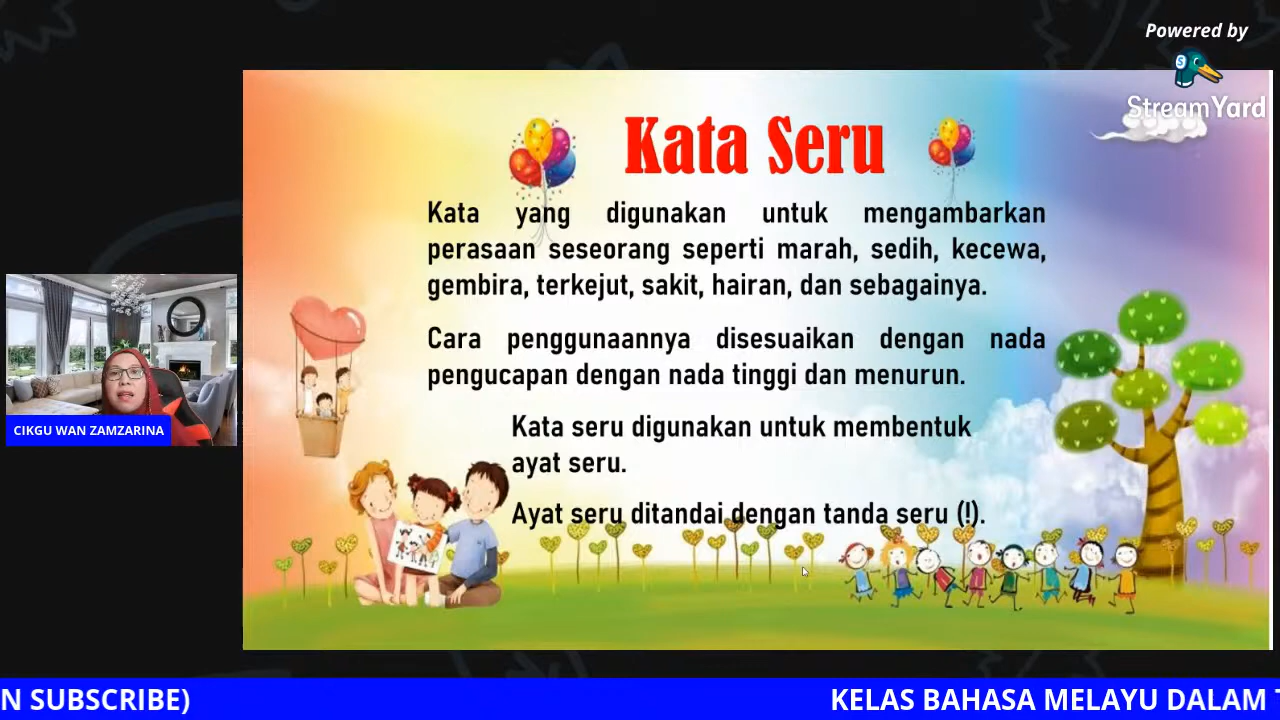 Powered by
StreamYard
Kata Seru
Kata yang digunakan untuk mengambarkan
perasaan seseorang seperti marah, sedih, kecewa,
gembira, terkejut, sakit, hairan, dan sebagainya.
Cara penggunaannya disesuaikan dengan nada
pengucapan dengan nada tinggi dan menurun.
Kata seru digunakan untuk membentuk
ayat seru.
Ayat seru ditandai dengan tanda seru (!).
CIKGU WAN ZAMZARINA
N SUBSCRIBE)
KELAS BAHASA MELAYU DALAM